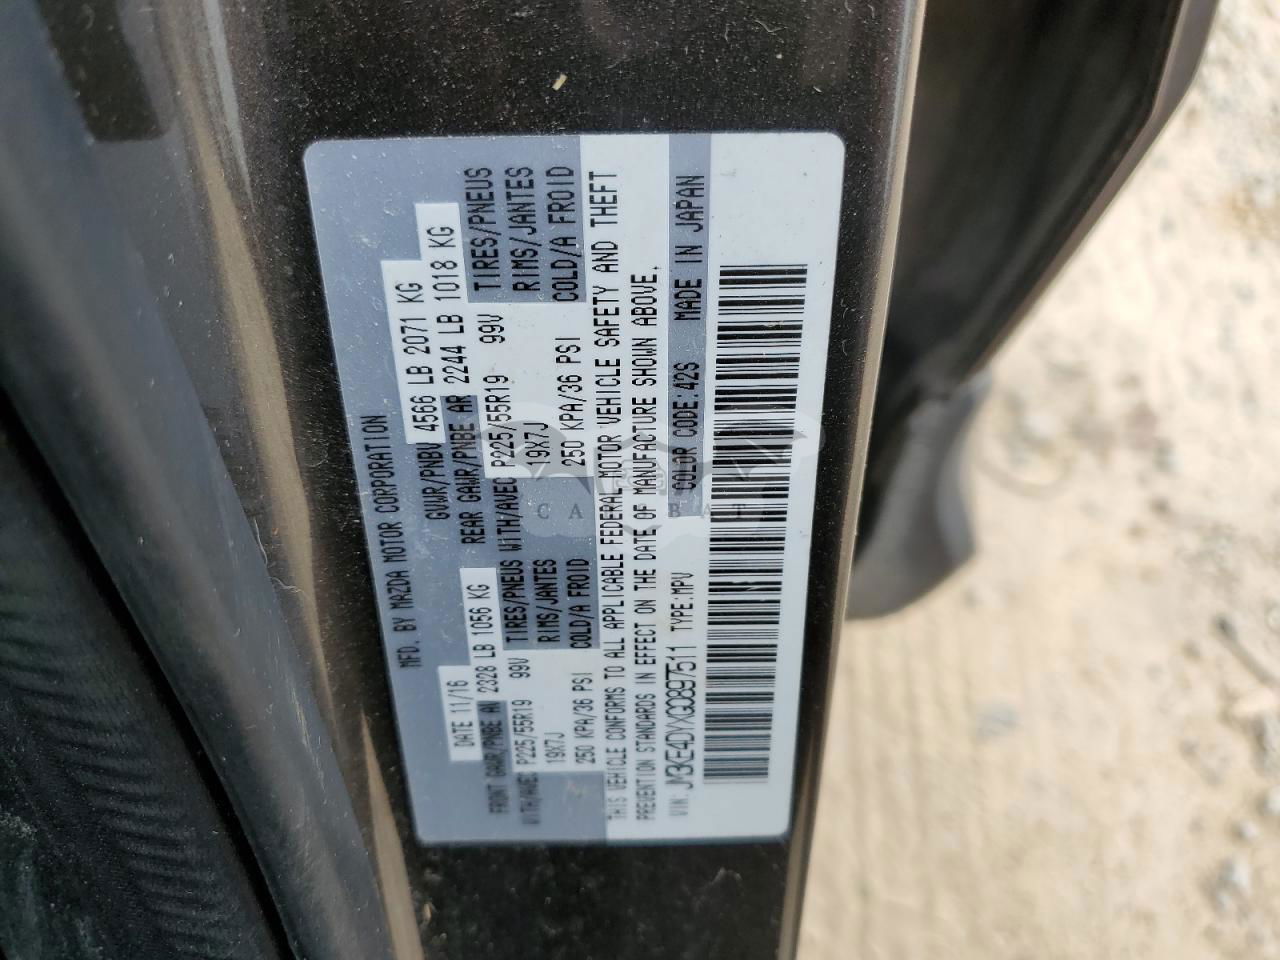 MFD. BY MAZDA MOTOR CORPORATION
DATE 11/16 GVWR/PNBV 4566 LB 2071 KG
FRONT GAWR/PNBE AV 2328 LB 1056 KG REAR GAWR/PNBE AR 2244 LB 1018 KG
WITH/AVEC P225/55R19 99V TIRES/PNEUS WITH/AVEC P225/55R19 99V TIRES/PNEUS
19X7J RIMS/JANTES 19X7J RIMS/JANTES
250 KPA/36 PSI COLD/A FROID 250 KPA/36 PSI COLD/A FROID
THIS VEHICLE CONFORMS TO ALL APPLICABLE FEDERAL MOTOR VEHICLE SAFETY AND THEFT
PREVENTION STANDARDS IN EFFECT ON THE DATE OF MANUFACTURE SHOWN ABOVE.
VIN: JM3KE4DYXG0897511 TYPE:MPV COLOR CODE:42S MADE IN JAPAN